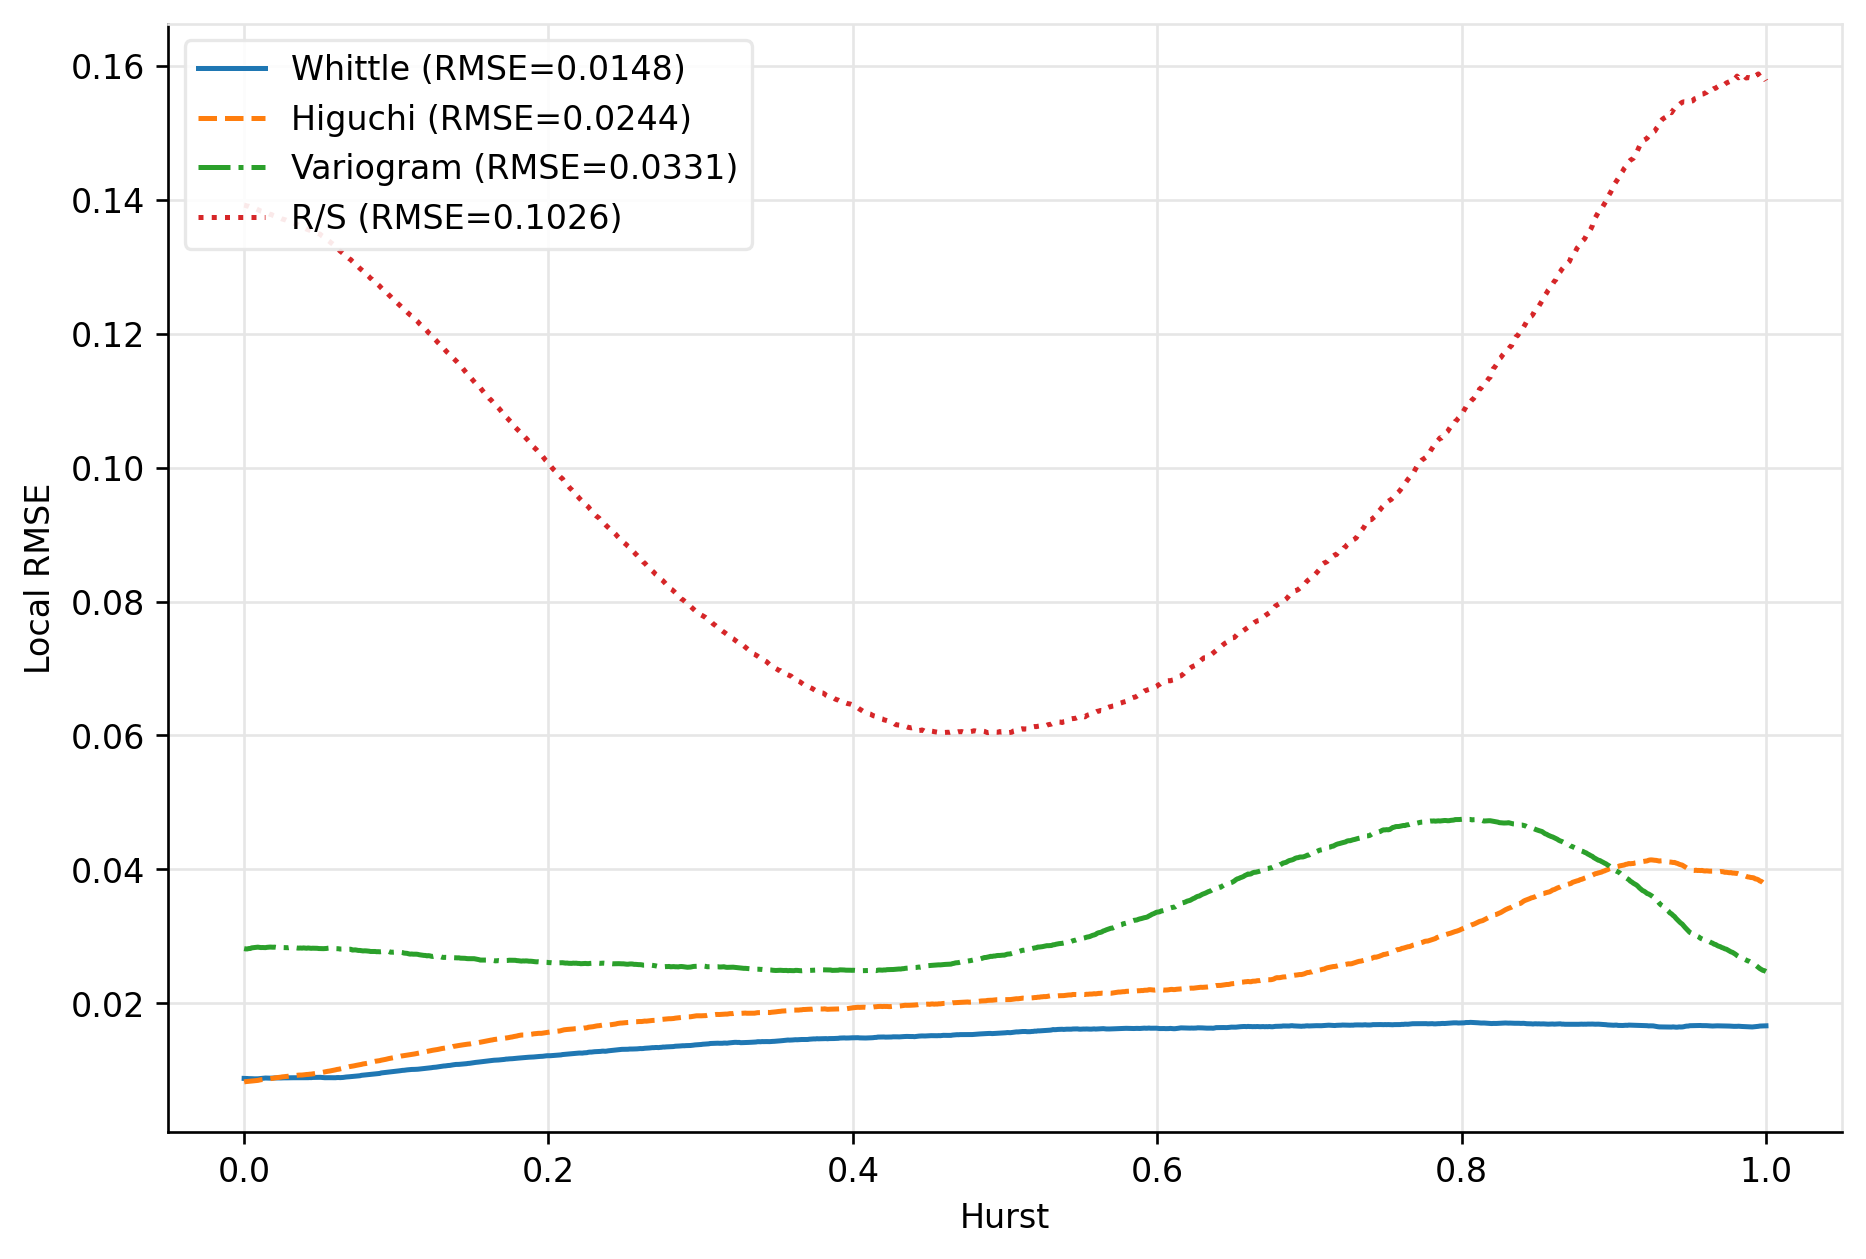 0.16
0.14
0.12
0.10
0.08
0.06
0.04
0.02
Local RMSE
Whittle (RMSE=0.0148)
Higuchi (RMSE=0.0244)
Variogram (RMSE=0.0331)
R/S (RMSE=0.1026)
0.0 0.2 0.4 0.6 0.8 1.0
Hurst